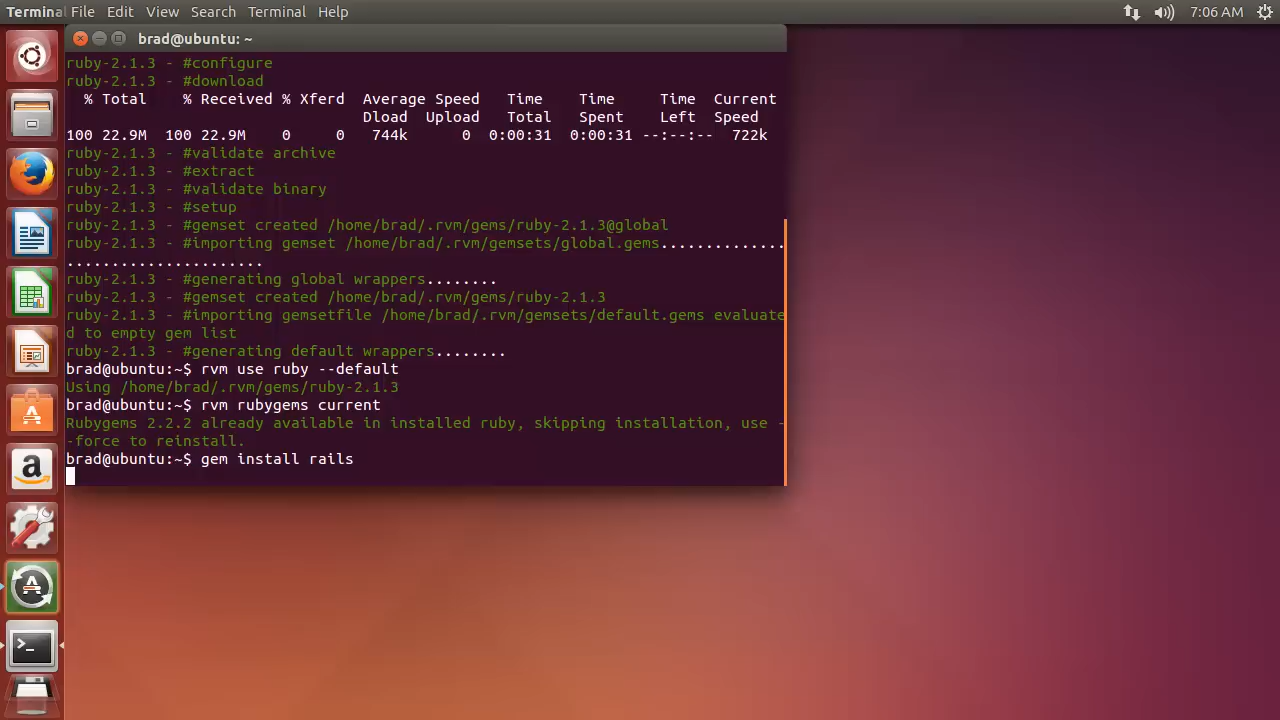 Terminal File Edit View Search Terminal Help 7:06 AM
brad@ubuntu: ~
ruby-2.1.3 - #configure
ruby-2.1.3 - #download
% Total % Received % Xferd Average Speed Time Time Time Current
Dload Upload Total Spent Left Speed
100 22.9M 100 22.9M 0 0 744k 0 0:00:31 0:00:31 --:--:-- 722k
ruby-2.1.3 - #validate archive
ruby-2.1.3 - #extract
ruby-2.1.3 - #validate binary
ruby-2.1.3 - #setup
ruby-2.1.3 - #gemset created /home/brad/.rvm/gems/ruby-2.1.3@global
ruby-2.1.3 - #importing gemset /home/brad/.rvm/gemsets/global.gems..............
......................
ruby-2.1.3 - #generating global wrappers........
ruby-2.1.3 - #gemset created /home/brad/.rvm/gems/ruby-2.1.3
ruby-2.1.3 - #importing gemsetfile /home/brad/.rvm/gemsets/default.gems evaluate
d to empty gem list
ruby-2.1.3 - #generating default wrappers........
brad@ubuntu:~$ rvm use ruby --default
Using /home/brad/.rvm/gems/ruby-2.1.3
brad@ubuntu:~$ rvm rubygems current
Rubygems 2.2.2 already available in installed ruby, skipping installation, use -
-force to reinstall.
brad@ubuntu:~$ gem install rails